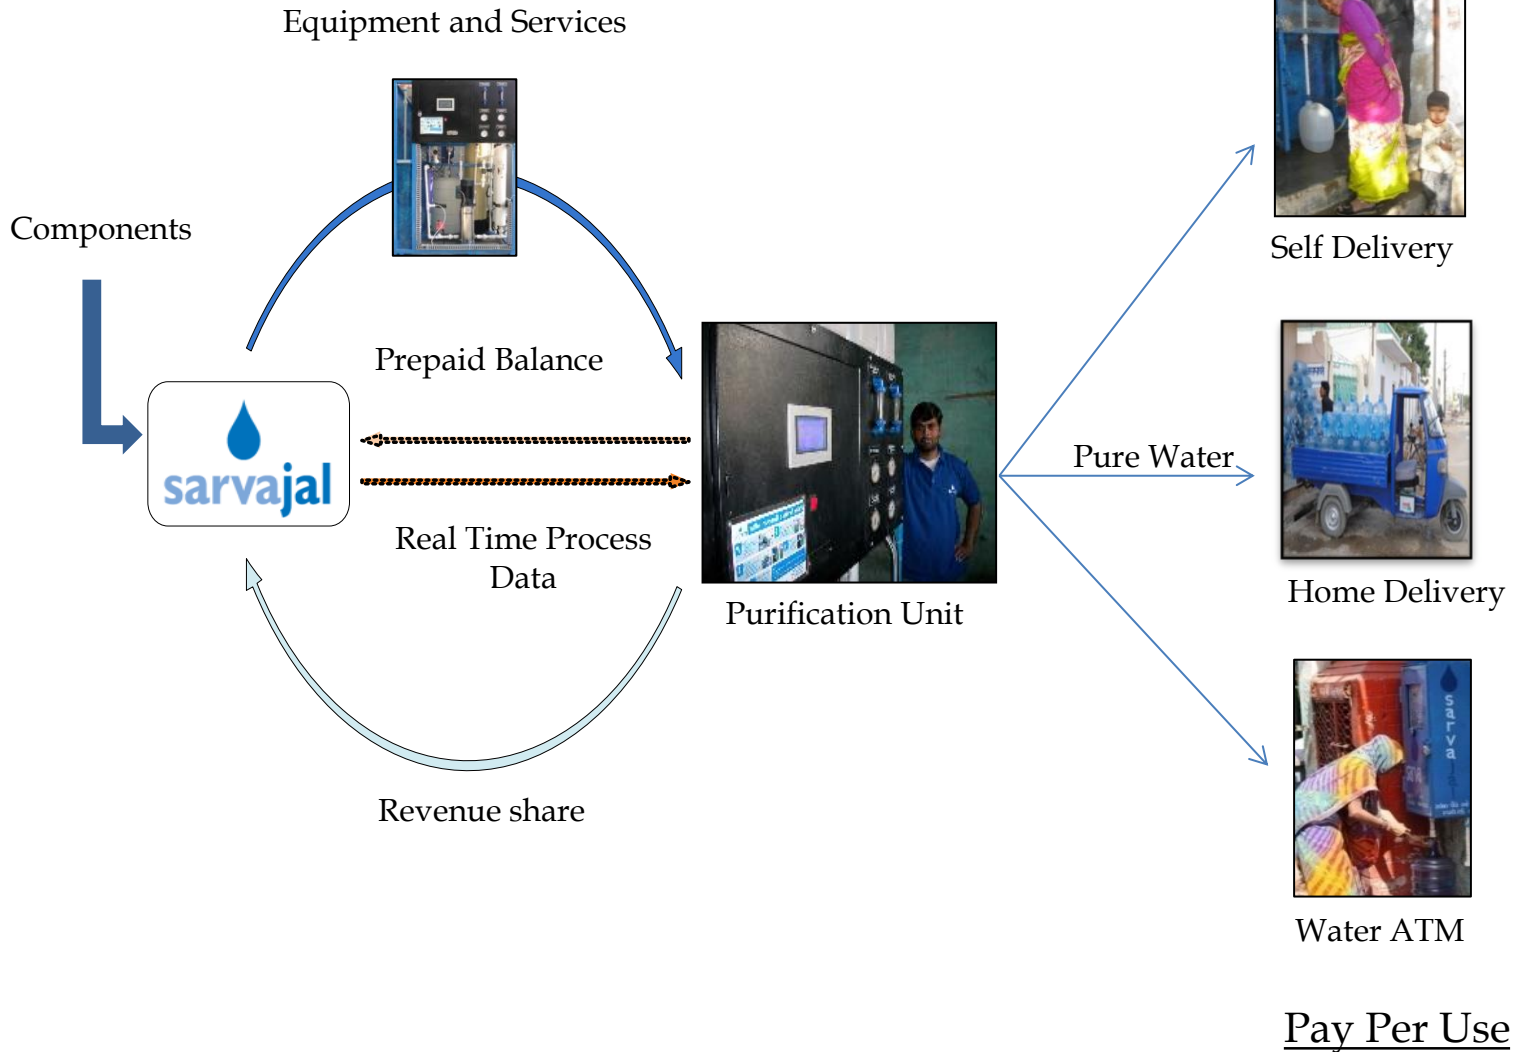 Equipment and Services
Components
Prepaid Balance
sarvajal
Real Time Process
Data
Revenue share
Purification Unit
Pure Water
Self Delivery
Home Delivery
sarva
Water ATM
Pay Per Use